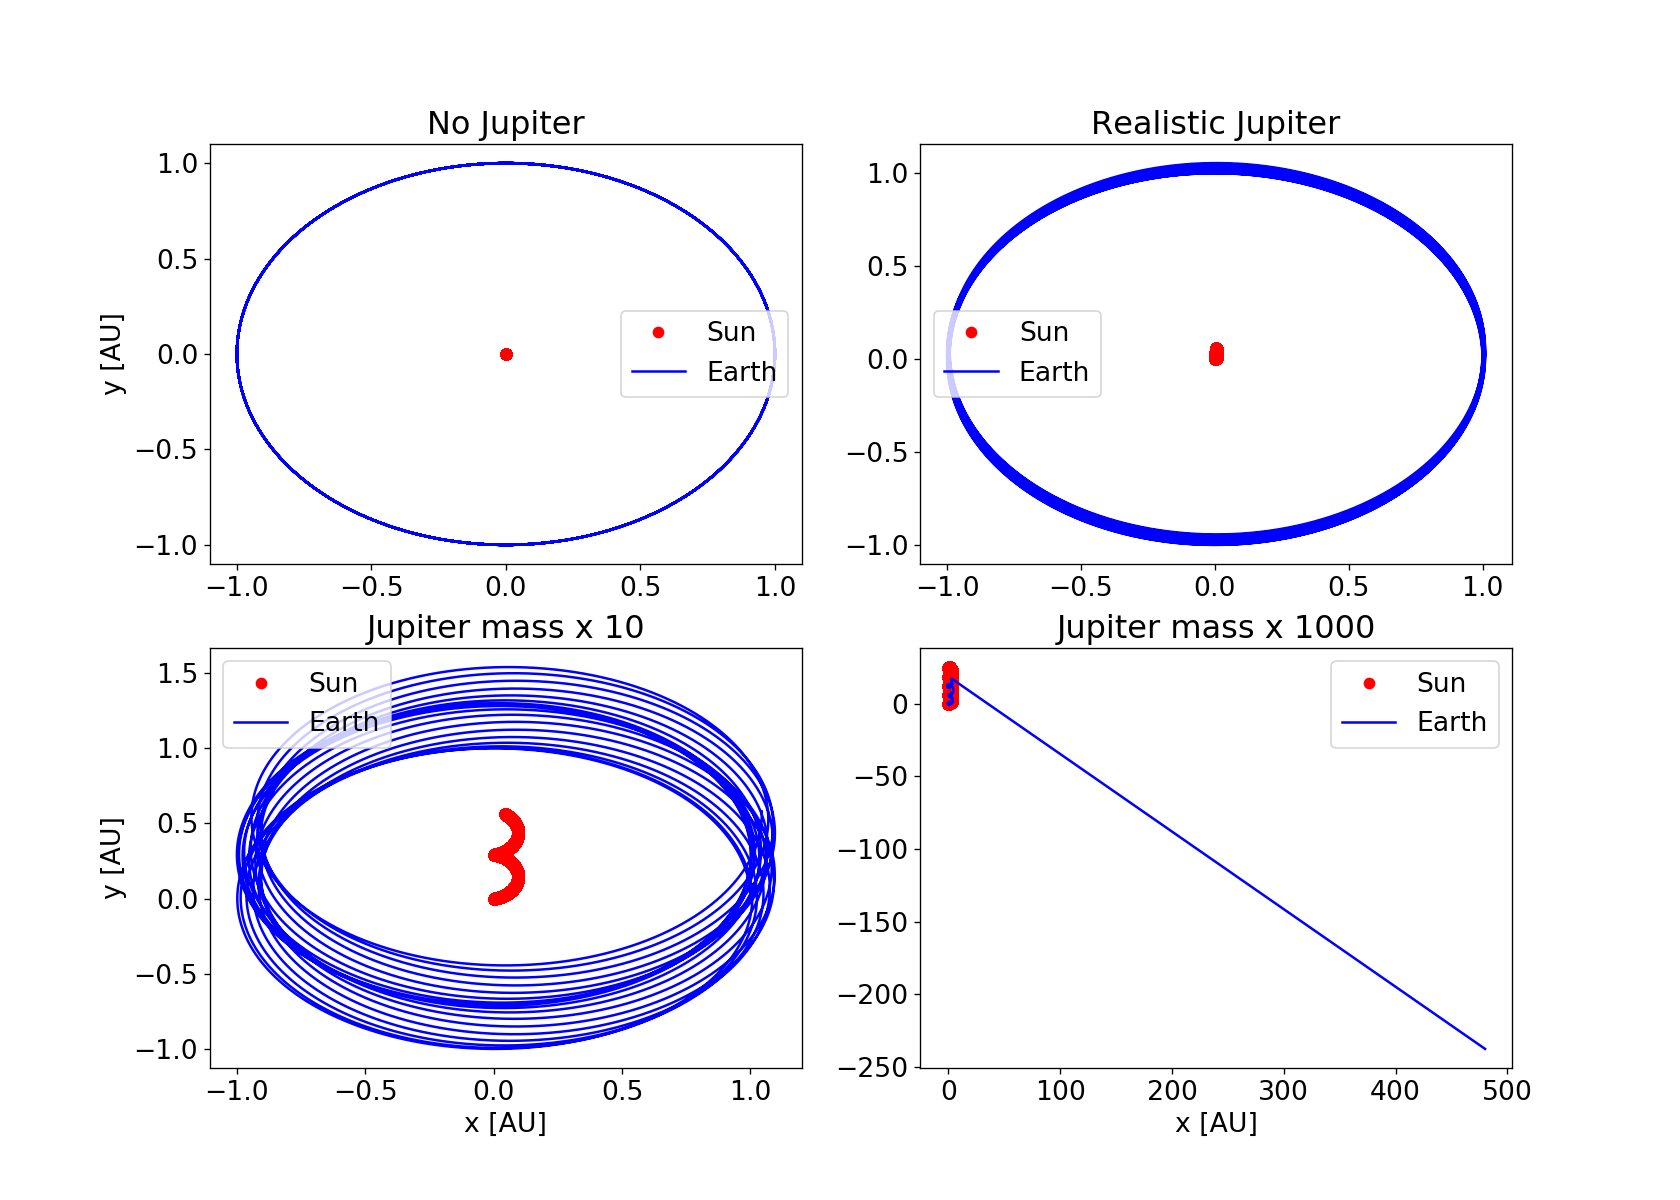 No Jupiter
1.0
0.5
0.0
−0.5
−1.0
y [AU]
Sun
Earth
−1.0 −0.5 0.0 0.5 1.0
Realistic Jupiter
1.0
0.5
0.0
−0.5
−1.0
Sun
Earth
−1.0 −0.5 0.0 0.5 1.0
Jupiter mass x 10
1.5
1.0
0.5
0.0
−0.5
−1.0
y [AU]
Sun
Earth
−1.0 −0.5 0.0 0.5 1.0
x [AU]
Jupiter mass x 1000
0
−50
−100
−150
−200
−250
Sun
Earth
0 100 200 300 400 500
x [AU]